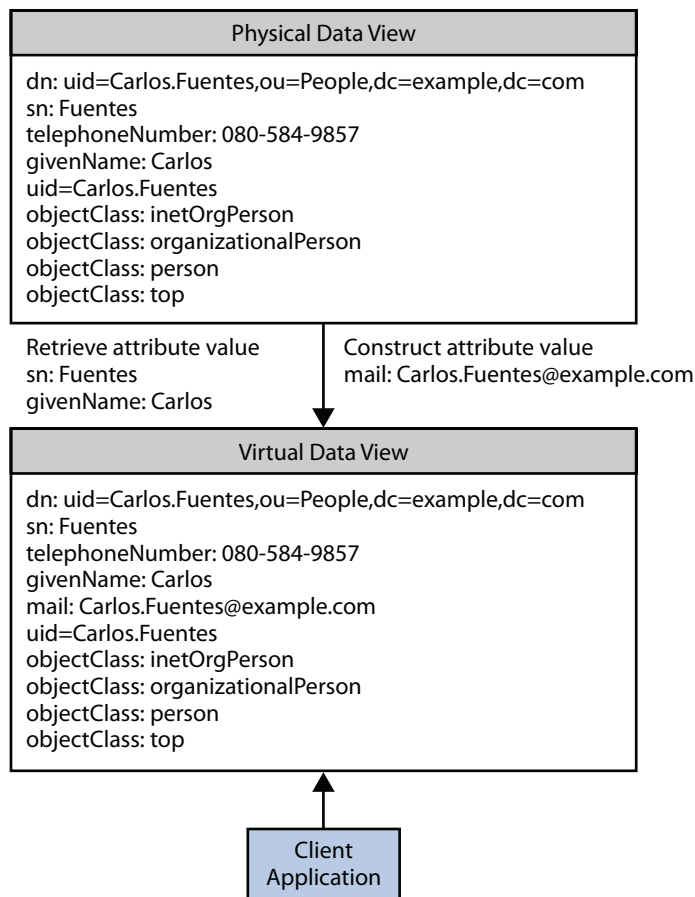 Physical Data View
dn: uid=Carlos.Fuentes,ou=People,dc=example,dc=com
sn: Fuentes
telephoneNumber: 080-584-9857
givenName: Carlos
uid=Carlos.Fuentes
objectClass: inetOrgPerson
objectClass: organizationalPerson
objectClass: person
objectClass: top
Retrieve attribute value
sn: Fuentes
givenName: Carlos
Construct attribute value
mail: Carlos.Fuentes@example.com
Virtual Data View
dn: uid=Carlos.Fuentes,ou=People,dc=example,dc=com
sn: Fuentes
telephoneNumber: 080-584-9857
givenName: Carlos
mail: Carlos.Fuentes@example.com
uid=Carlos.Fuentes
objectClass: inetOrgPerson
objectClass: organizationalPerson
objectClass: person
objectClass: top
Client
Application